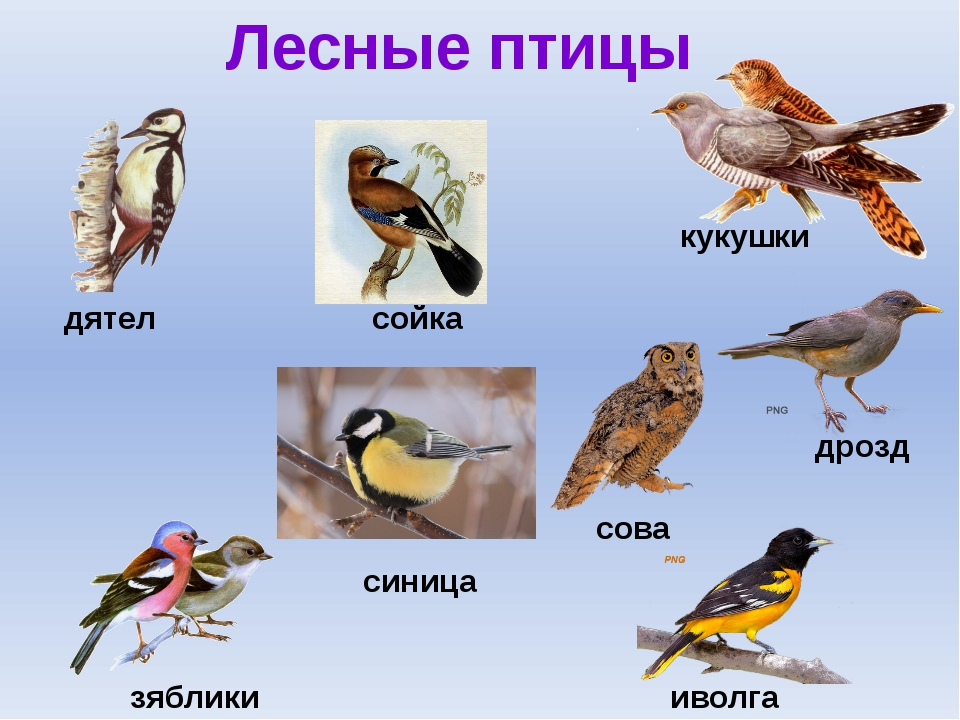 Лесные птицы
кукушки
дятел
сойка
PNG
дрозд
сова
PNG
синица
зяблики
иволга